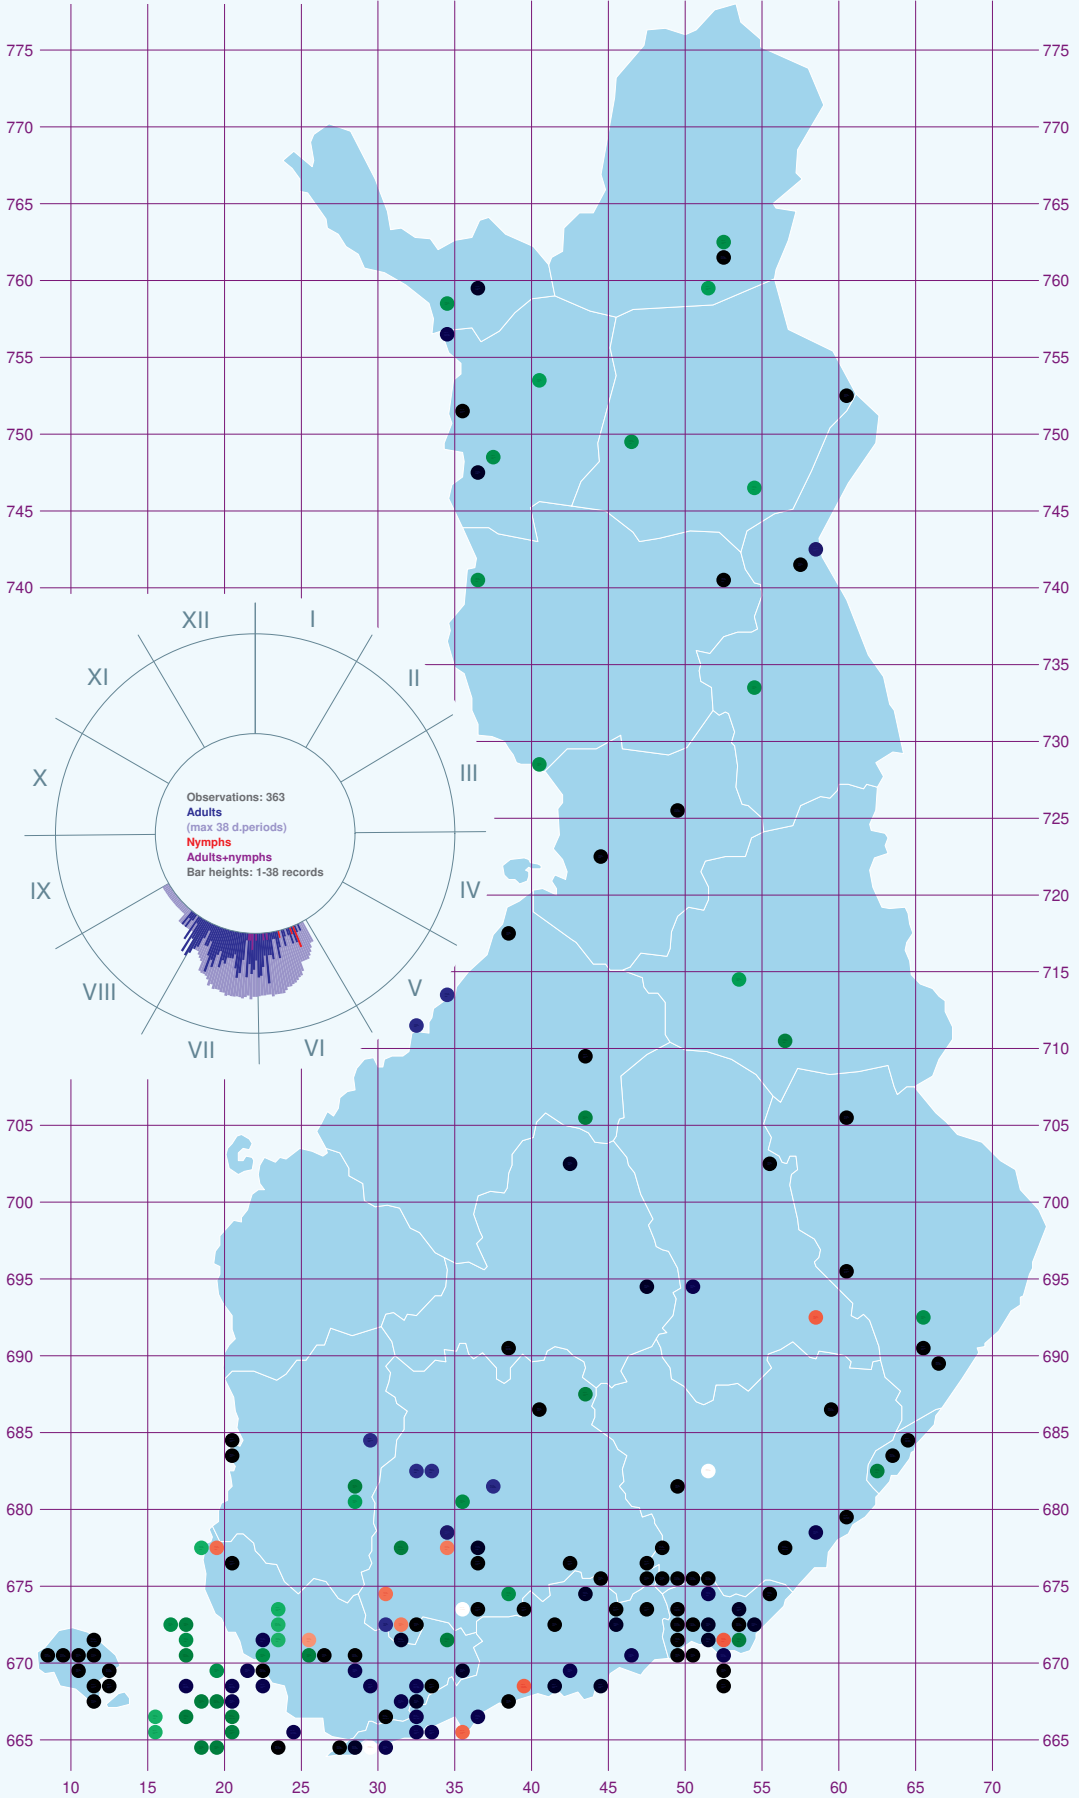 775 775
770 770
765 765
760 760
755 755
750 750
745 745
740 740
XII I
XI II
735
730
X III
Observations: 363
Adults
(max 38 d.periods)
Nymphs
Adults+nymphs
Bar heights: 1-38 records
725
IX IV
720
VIII V
715
VII VI
710
705 705
700 700
695 695
690 690
685 685
680 680
675 675
670 670
665 665
10 15 20 25 30 35 40 45 50 55 60 65 70